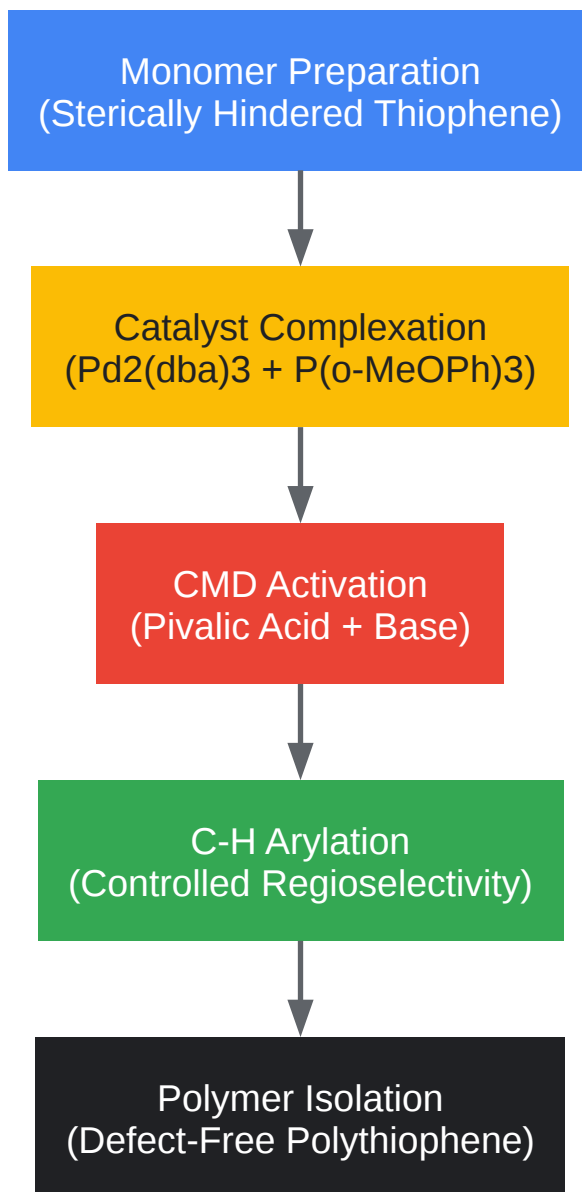 Monomer Preparation
(Sterically Hindered Thiophene)
Catalyst Complexation
(Pd2(dba)3 + P(o-MeOPh)3)
CMD Activation
(Pivalic Acid + Base)
C-H Arylation
(Controlled Regioselectivity)
Polymer Isolation
(Defect-Free Polythiophene)